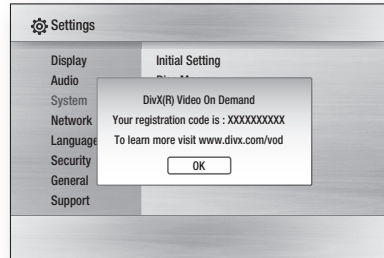 Settings
Display
Initial Setting
Audio
System
DivX(R) Video On Demand
Network
Your registration code is : XXXXXXXXXX
Language
To learn more visit www.divx.com/vod
Security
OK
General
Support